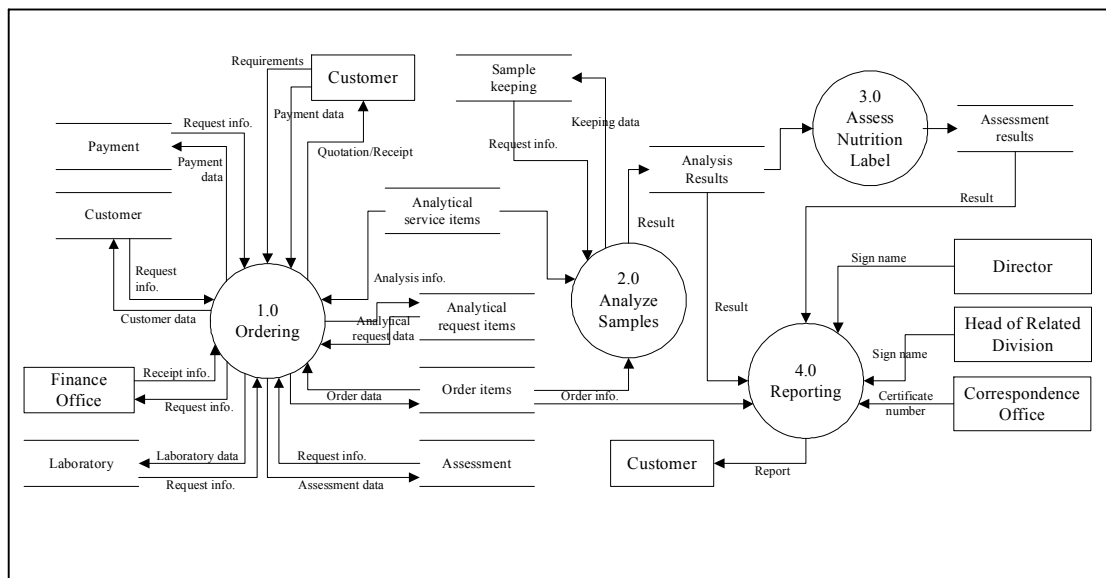 Requirements
Customer
Payment data
Quotation/Receipt
Request info.
Payment
Payment
data
Customer
Request
info.
Customer data
1.0
Ordering
Finance
Office
Receipt info.
Request info.
Laboratory
Laboratory data
Request info.
Analytical
service items
Analysis info.
Analytical
request items
Analytical
request data
Order items
Order data
Request info.
Assessment
Assessment data
Sample
keeping
Keeping data
Request info.
2.0
Analyze
Samples
Result
Analysis
Results
3.0
Assess
Nutrition
Label
Assessment
results
Result
Result
Order info.
4.0
Reporting
Sign name
Director
Head of Related
Division
Sign name
Certificate
number
Correspondence
Office
Customer
Report